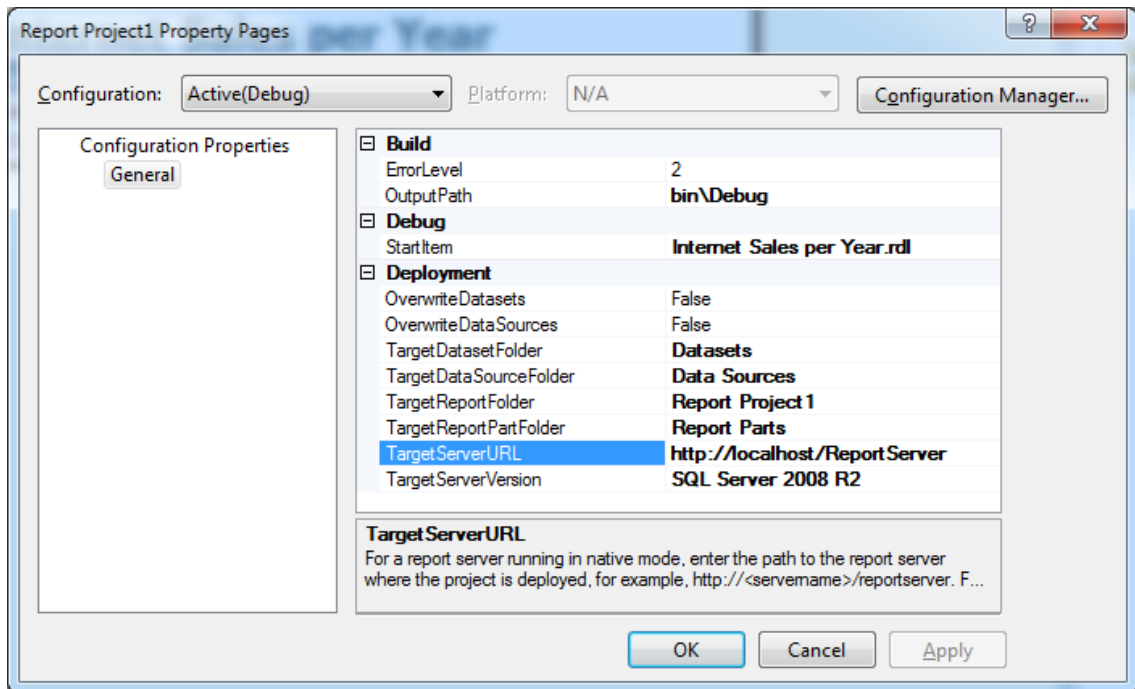 Report Project1 Property Pages
per Year
Configuration: Active(Debug) Platform: N/A Configuration Manager...
Configuration Properties
General
Build
ErrorLevel 2
OutputPath bin\Debug
Debug
StartItem Internet Sales per Year.rdl
Deployment
OverwriteDatasets False
OverwriteDataSources False
TargetDatasetFolder Datasets
TargetDataSourceFolder Data Sources
TargetReportFolder Report Project1
TargetReportPartFolder Report Parts
TargetServerURL http://localhost/ReportServer
TargetServerVersion SQL Server 2008 R2
TargetServerURL
For a report server running in native mode, enter the path to the report server
where the project is deployed, for example, http://<servername>/reportserver. F...
OK Cancel Apply